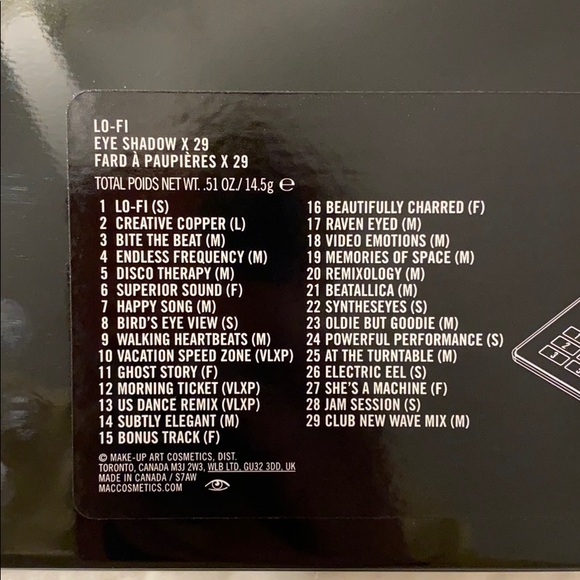 LO-FI
EYE SHADOW X 29
FARD À PAUPIÈRES X 29
TOTAL POIDS NET WT. .51 OZ./ 14.5g ℮
1 LO-FI (S)
2 CREATIVE COPPER (L)
3 BITE THE BEAT (M)
4 ENDLESS FREQUENCY (M)
5 DISCO THERAPY (M)
6 SUPERIOR SOUND (F)
7 HAPPY SONG (M)
8 BIRD'S EYE VIEW (S)
9 WALKING HEARTBEATS (M)
10 VACATION SPEED ZONE (VLXP)
11 GHOST STORY (F)
12 MORNING TICKET (VLXP)
13 US DANCE REMIX (VLXP)
14 SUBTLY ELEGANT (M)
15 BONUS TRACK (F)
16 BEAUTIFULLY CHARRED (F)
17 RAVEN EYED (M)
18 VIDEO EMOTIONS (M)
19 MEMORIES OF SPACE (M)
20 REMIXOLOGY (M)
21 BEATALLICA (M)
22 SYNTHESEYES (S)
23 OLDIE BUT GOODIE (M)
24 POWERFUL PERFORMANCE (S)
25 AT THE TURNTABLE (M)
26 ELECTRIC EEL (S)
27 SHE'S A MACHINE (F)
28 JAM SESSION (S)
29 CLUB NEW WAVE MIX (M)
© MAKE-UP ART COSMETICS, DIST.
TORONTO, CANADA M3J 2W3, WLB LTD, GU32 3DD, UK
MADE IN CANADA / S7AW
MACCOSMETICS.COM